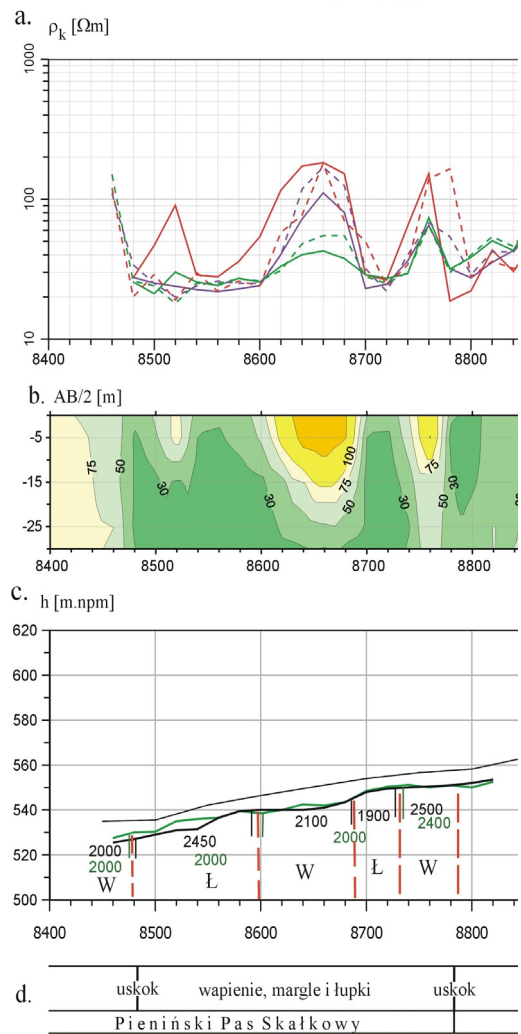 a.
ρk [Ωm]
1000
100
10
8400 8500 8600 8700 8800
b. AB/2 [m]
-5
-15
-25
75 50 30 30 100 75 50 30 75 50 30
8400 8500 8600 8700 8800
c. h [m.npm]
620
600
580
560
540
520
500
2000 2450 2100 1900 2500
2000 2000 2000 2400
W Ł W Ł W
8400 8500 8600 8700 8800
d.
uskok wapienie, margle i łupki uskok
Pieniński Pas Skałkowy